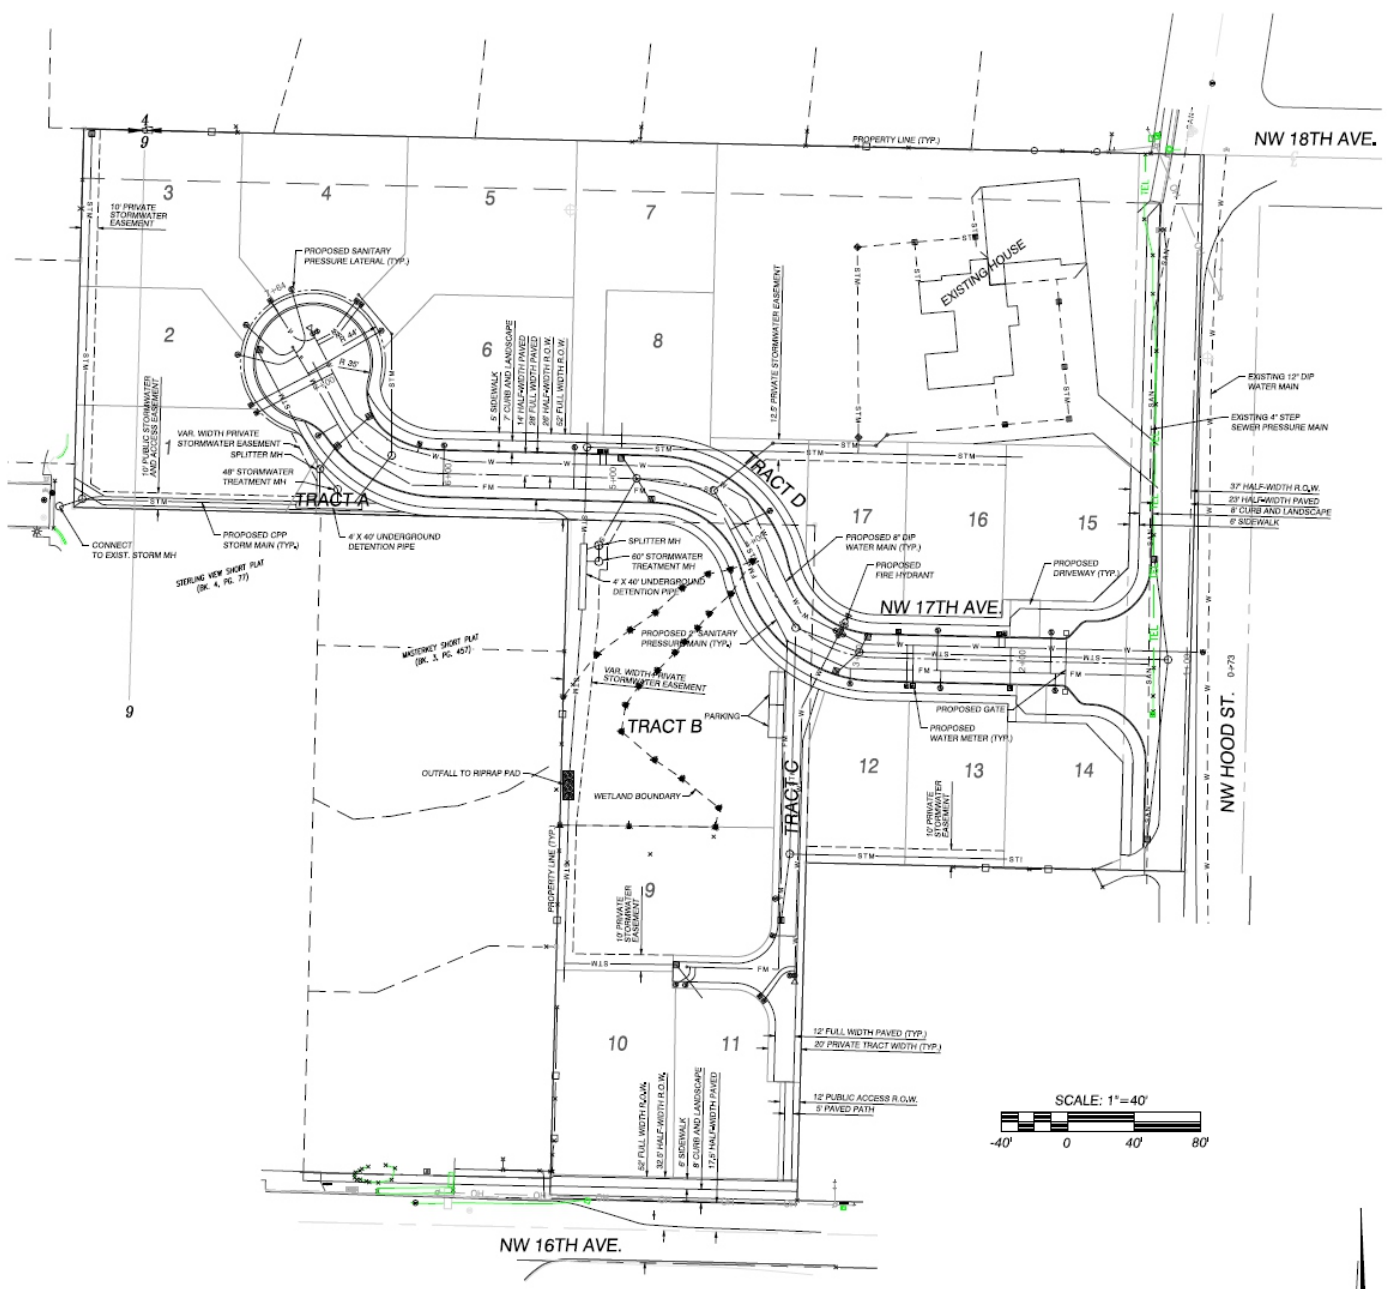 NW 18TH AVE.
PROPERTY LINE (TYP.)
4
9
3
4
5
7
10' PRIVATE
STORMWATER
EASEMENT
PROPOSED SANITARY
PRESSURE LATERAL (TYP.)
EXISTING HOUSE
12.5' PRIVATE STORMWATER EASEMENT
2
6
8
5' SIDEWALK
7' CURB AND LANDSCAPE
14' HALF-WIDTH PAVED
28' FULL WIDTH PAVED
26' HALF-WIDTH R.O.W.
52' FULL WIDTH R.O.W.
R 35'
EXISTING 12" DIP
WATER MAIN
EXISTING 4" STEP
SEWER PRESSURE MAIN
10' PUBLIC STORMWATER
AND ACCESS EASEMENT
1
VAR. WIDTH PRIVATE
STORMWATER EASEMENT
SPLITTER MH
48" STORMWATER
TREATMENT MH
TRACT A
TRACT D
37' HALF-WIDTH R.O.W.
23' HALF-WIDTH PAVED
8' CURB AND LANDSCAPE
6' SIDEWALK
17
16
15
CONNECT
TO EXIST. STORM MH
PROPOSED CPP
STORM MAIN (TYP.)
4' X 40' UNDERGROUND
DETENTION PIPE
SPLITTER MH
60" STORMWATER
TREATMENT MH
4' X 40' UNDERGROUND
DETENTION PIPE
PROPOSED 8" DIP
WATER MAIN (TYP.)
PROPOSED
FIRE HYDRANT
PROPOSED
DRIVEWAY (TYP.)
STERLING VIEW SHORT PLAT
(BK. 4, PG. 77)
NW 17TH AVE.
MASTERKEY SHORT PLAT
(BK. 3, PG. 457)
PROPOSED 2" SANITARY
PRESSURE MAIN (TYP.)
VAR. WIDTH PRIVATE
STORMWATER EASEMENT
9
TRACT B
PARKING
PROPOSED GATE
PROPOSED
WATER METER (TYP.)
NW HOOD ST.
0+73
OUTFALL TO RIPRAP PAD
WETLAND BOUNDARY
TRACT C
12
13
14
10' PRIVATE
STORMWATER
EASEMENT
PROPERTY LINE (TYP.)
9
10' PRIVATE
STORMWATER
EASEMENT
10
11
12' FULL WIDTH PAVED (TYP.)
20' PRIVATE TRACT WIDTH (TYP.)
52' FULL WIDTH R.O.W.
32.5' HALF-WIDTH R.O.W.
6' SIDEWALK
8' CURB AND LANDSCAPE
17.5' HALF-WIDTH PAVED
12' PUBLIC ACCESS R.O.W.
5' PAVED PATH
SCALE: 1"=40'
-40' 0 40' 80'
NW 16TH AVE.